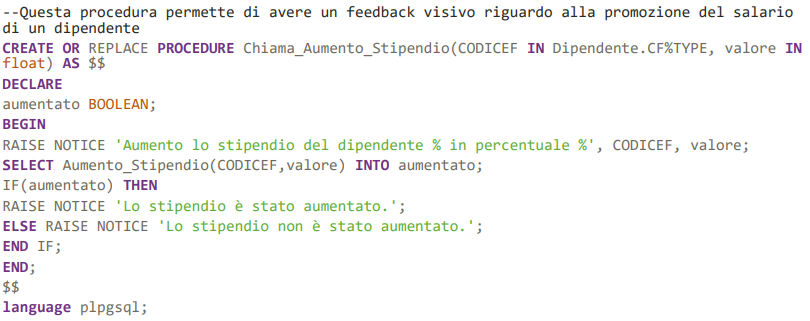 --Questa procedura permette di avere un feedback visivo riguardo alla promozione del salario
di un dipendente
CREATE OR REPLACE PROCEDURE Chiama_Aumento_Stipendio(CODICEF IN Dipendente.CF%TYPE, valore IN
float) AS $$
DECLARE
aumentato BOOLEAN;
BEGIN
RAISE NOTICE 'Aumento lo stipendio del dipendente % in percentuale %', CODICEF, valore;
SELECT Aumento_Stipendio(CODICEF,valore) INTO aumentato;
IF(aumentato) THEN
RAISE NOTICE 'Lo stipendio è stato aumentato.';
ELSE RAISE NOTICE 'Lo stipendio non è stato aumentato.';
END IF;
END;
$$
language plpgsql;